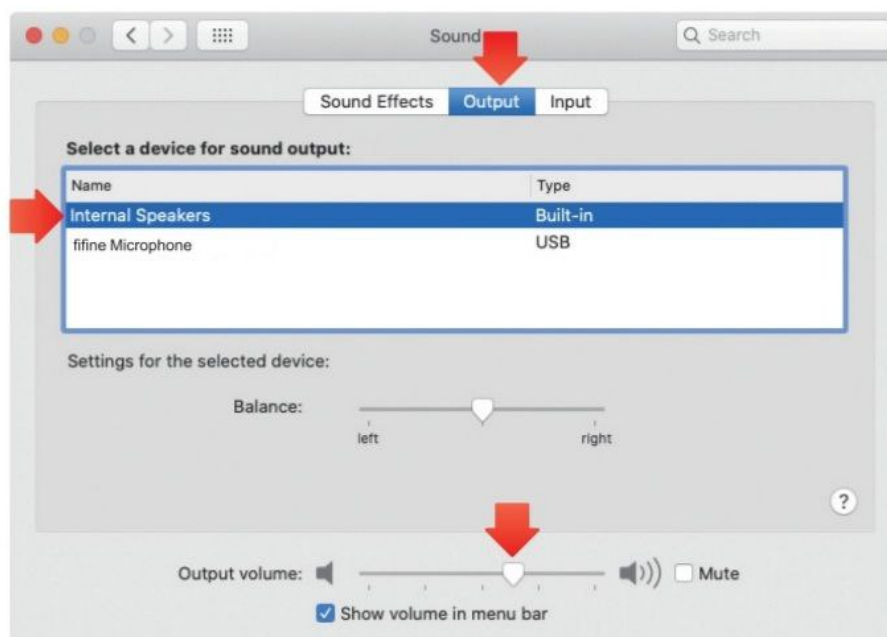 Sound
Search
Sound Effects Output Input
Select a device for sound output:
Name Type
Internal Speakers Built-in
fifine Microphone USB
Settings for the selected device:
Balance:
left right
?
Output volume: Mute
Show volume in menu bar